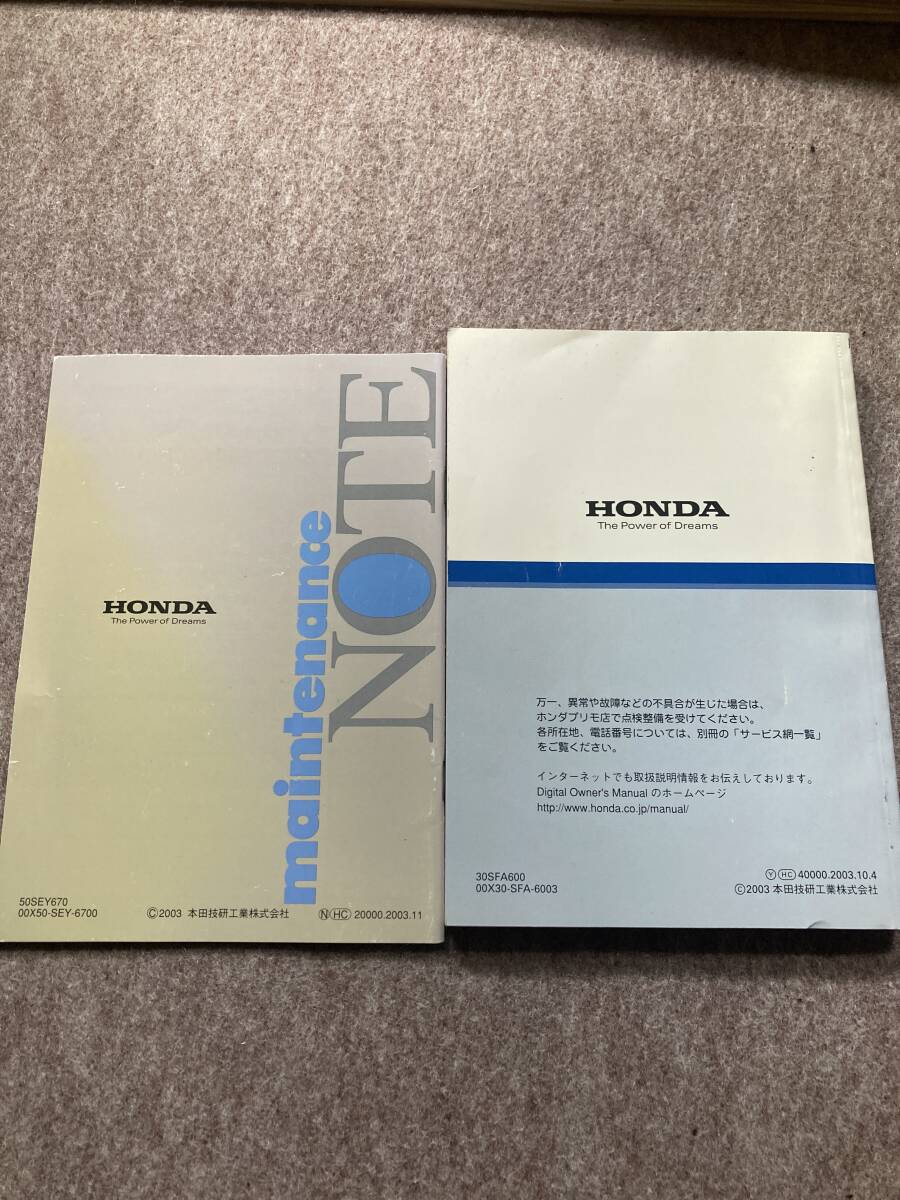 maintenance
NOTE
HONDA
The Power of Dreams
50SEY670
00X50-SEY-6700
Ⓒ2003 本田技研工業株式会社
Ⓝ HC 20000.2003.11
HONDA
The Power of Dreams
万一、異常や故障などの不具合が生じた場合は、
ホンダプリモ店で点検整備を受けてください。
各所在地、電話番号については、別冊の「サービス網一覧」
をご覧ください。
インターネットでも取扱説明情報をお伝えしております。
Digital Owner's Manual のホームページ
http://www.honda.co.jp/manual/
30SFA600
00X30-SFA-6003
Ⓨ HC 40000.2003.10.4
Ⓒ2003 本田技研工業株式会社